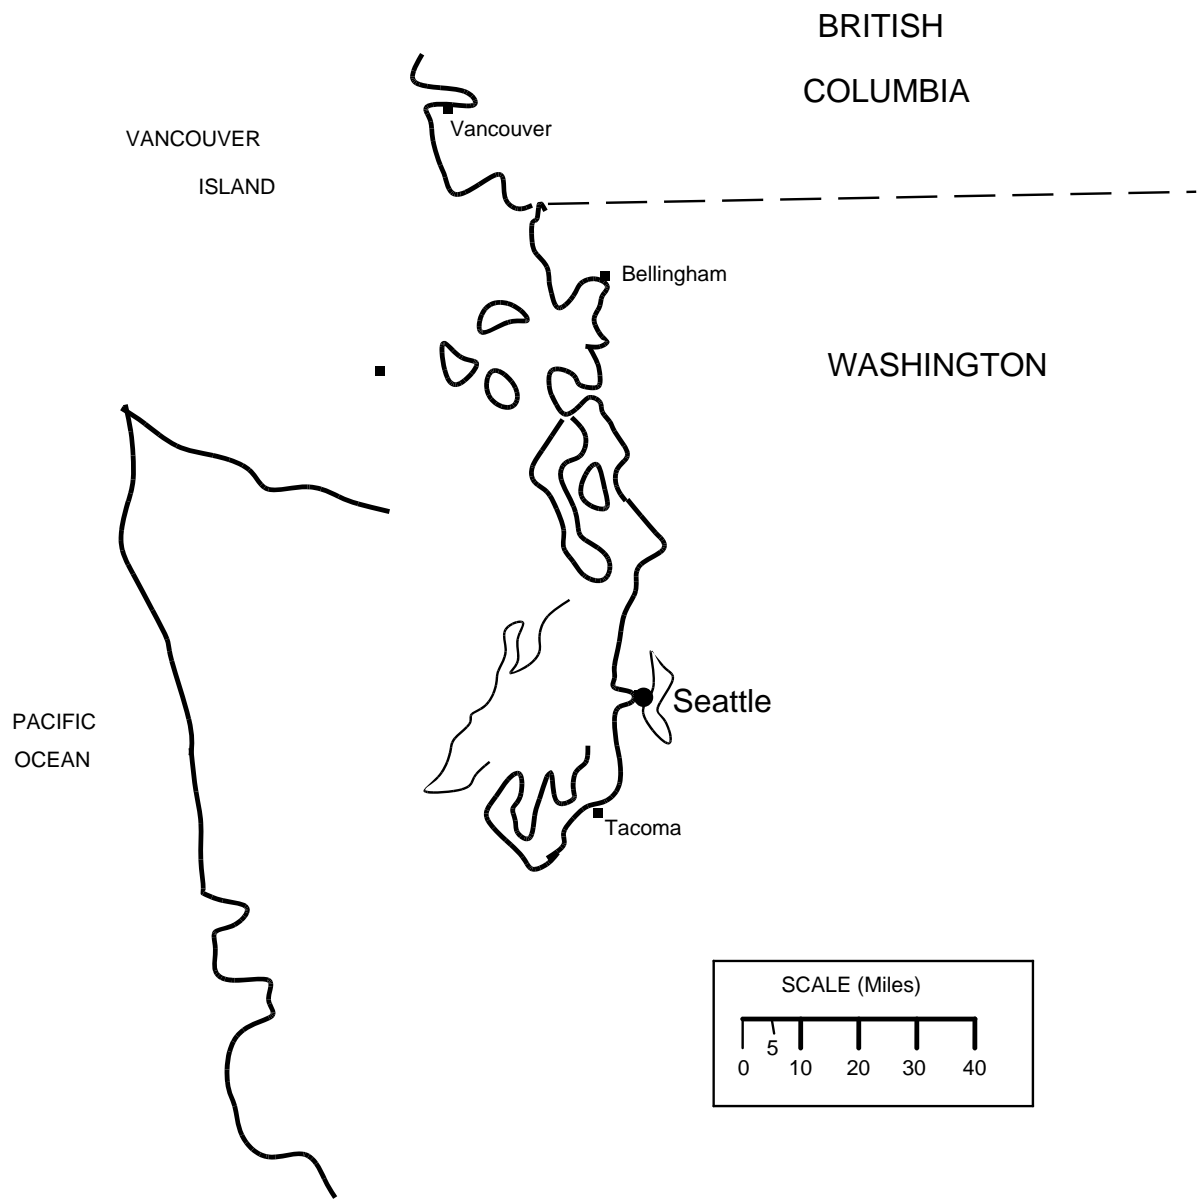 BRITISH
COLUMBIA
Vancouver
VANCOUVER
ISLAND
Bellingham
WASHINGTON
Seattle
PACIFIC
OCEAN
Tacoma
SCALE (Miles)
5
0 10 20 30 40